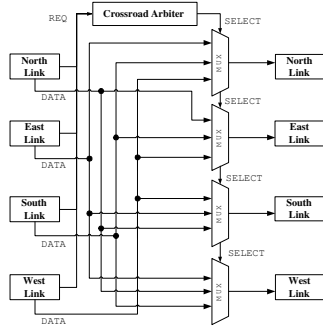 REQ
Crossroad Arbiter
SELECT
North
Link
DATA
MUX
North
Link
SELECT
East
Link
DATA
MUX
East
Link
SELECT
South
Link
DATA
MUX
South
Link
SELECT
West
Link
DATA
MUX
West
Link